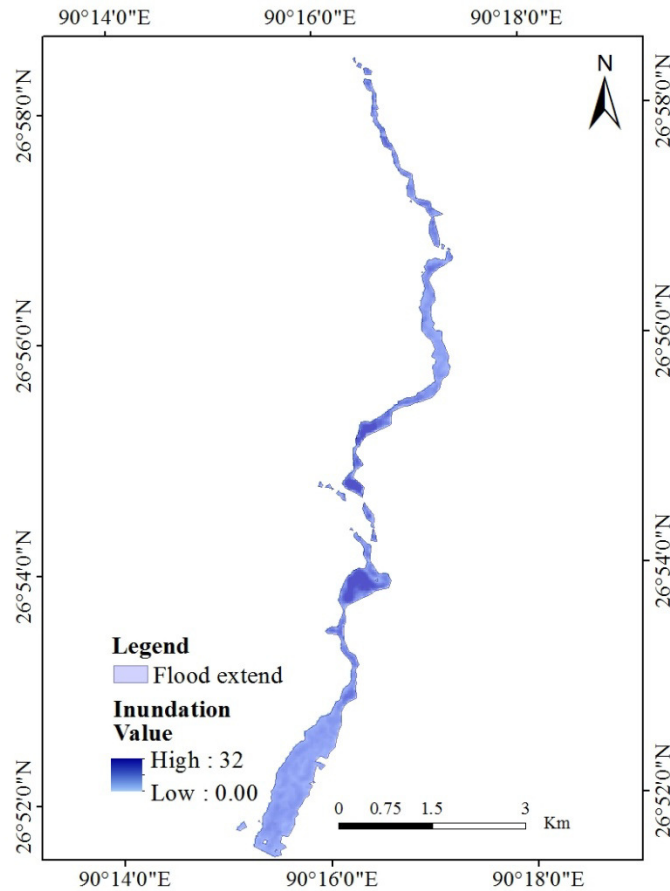 90°14'0"E 90°16'0"E 90°18'0"E
N
26°58'0"N 26°58'0"N
26°56'0"N 26°56'0"N
26°54'0"N 26°54'0"N
Legend
Flood extend
Inundation
Value
High : 32
Low : 0.00
26°52'0"N 26°52'0"N
0 0.75 1.5 3
Km
90°14'0"E 90°16'0"E 90°18'0"E